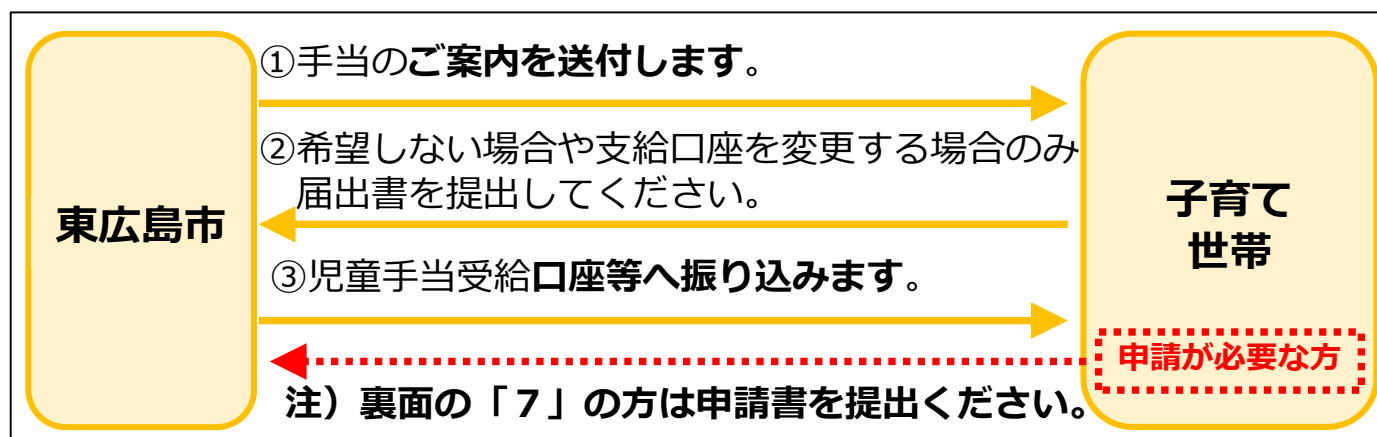 東広島市
①手当のご案内を送付します。
②希望しない場合や支給口座を変更する場合のみ
届出書を提出してください。
③児童手当受給口座等へ振り込みます。
子育て
世帯
申請が必要な方
注）裏面の「７」の方は申請書を提出ください。